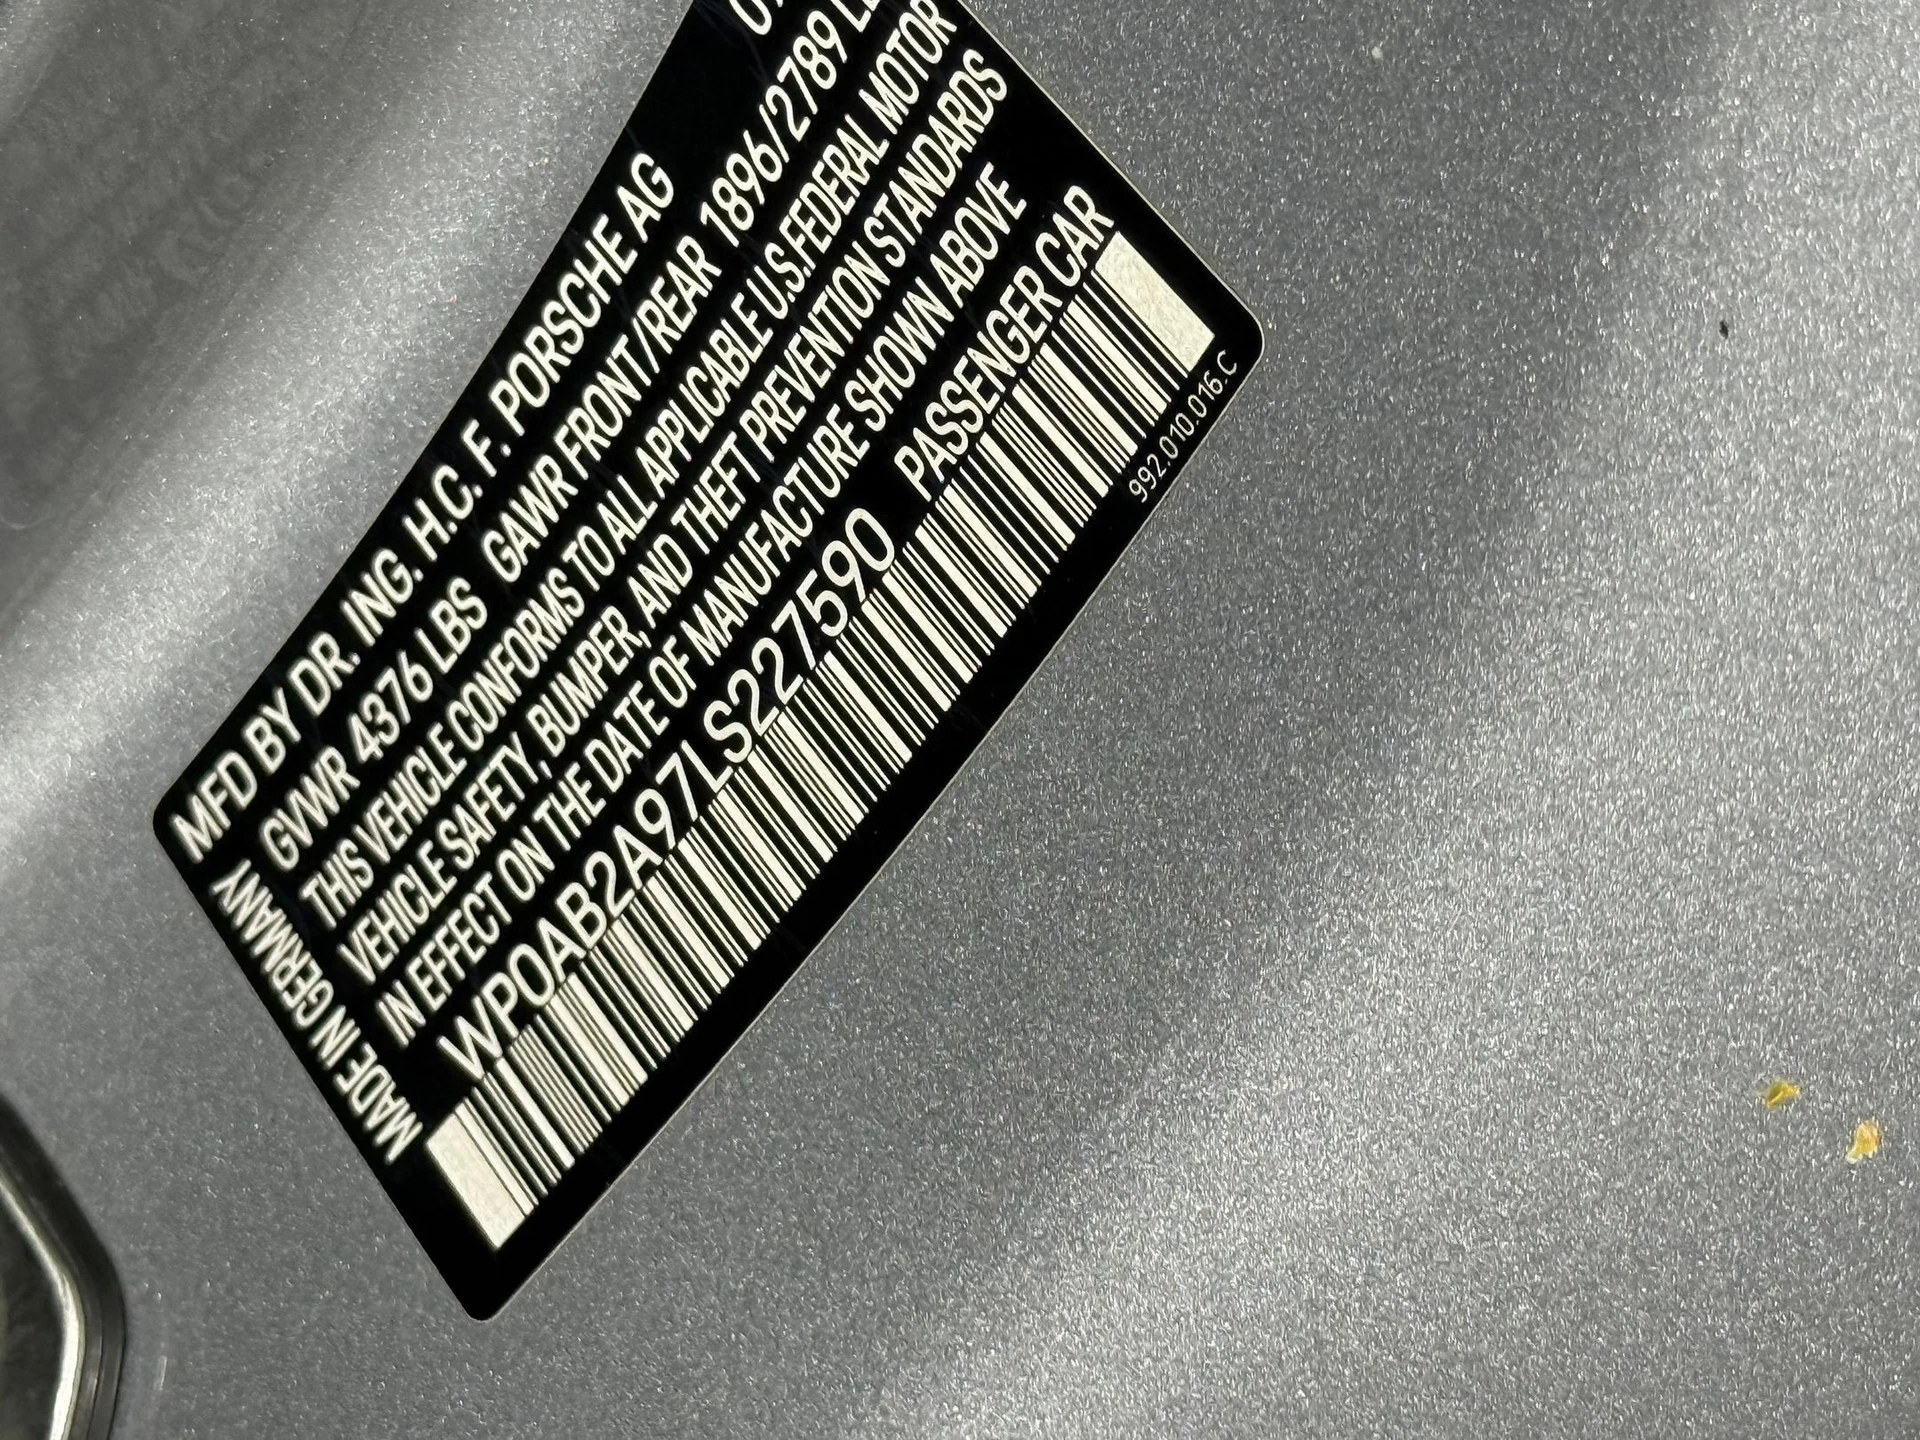 MFD BY DR. ING. H.C. F. PORSCHE AG
GVWR 4376 LBS GAWR FRONT/REAR 1896/2789
THIS VEHICLE CONFORMS TO ALL APPLICABLE U.S.FEDERAL MOTOR
VEHICLE SAFETY, BUMPER, AND THEFT PREVENTION STANDARDS
IN EFFECT ON THE DATE OF MANUFACTURE SHOWN ABOVE
WP0AB2A97LS227590 PASSENGER CAR
MADE IN GERMANY
992.010.016.C